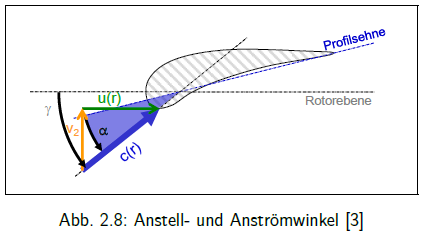 Profilsehne
u(r)
Rotorebene
γ
v2
α
c(r)
Abb. 2.8: Anstell- und Anströmwinkel [3]